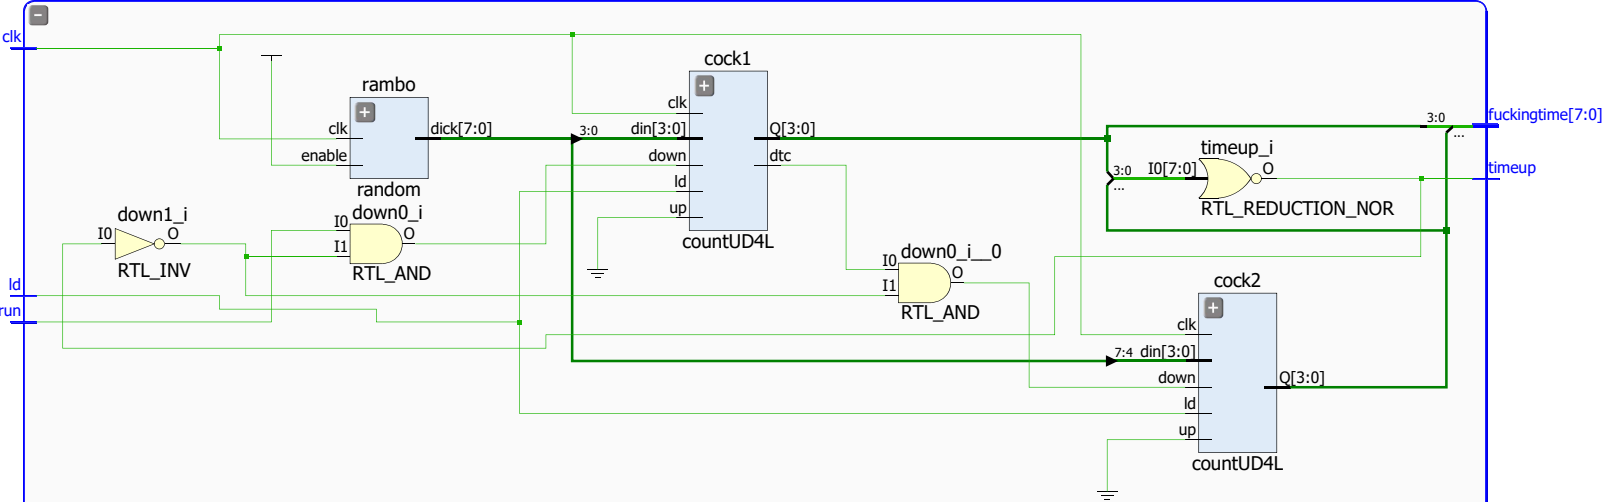 clk
cock1
rambo
clk
din[3:0]
down
ld
up
Q[3:0]
dtc
countUD4L
clk
enable
dick[7:0]
3:0
random
3:0
...
fuckingtime[7:0]
timeup_i
3:0
...
I0[7:0]
O
timeup
RTL_REDUCTION_NOR
down1_i
I0
O
RTL_INV
down0_i
I0
I1
O
RTL_AND
down0_i__0
I0
I1
O
RTL_AND
ld
run
cock2
clk
7:4
din[3:0]
down
ld
up
Q[3:0]
countUD4L